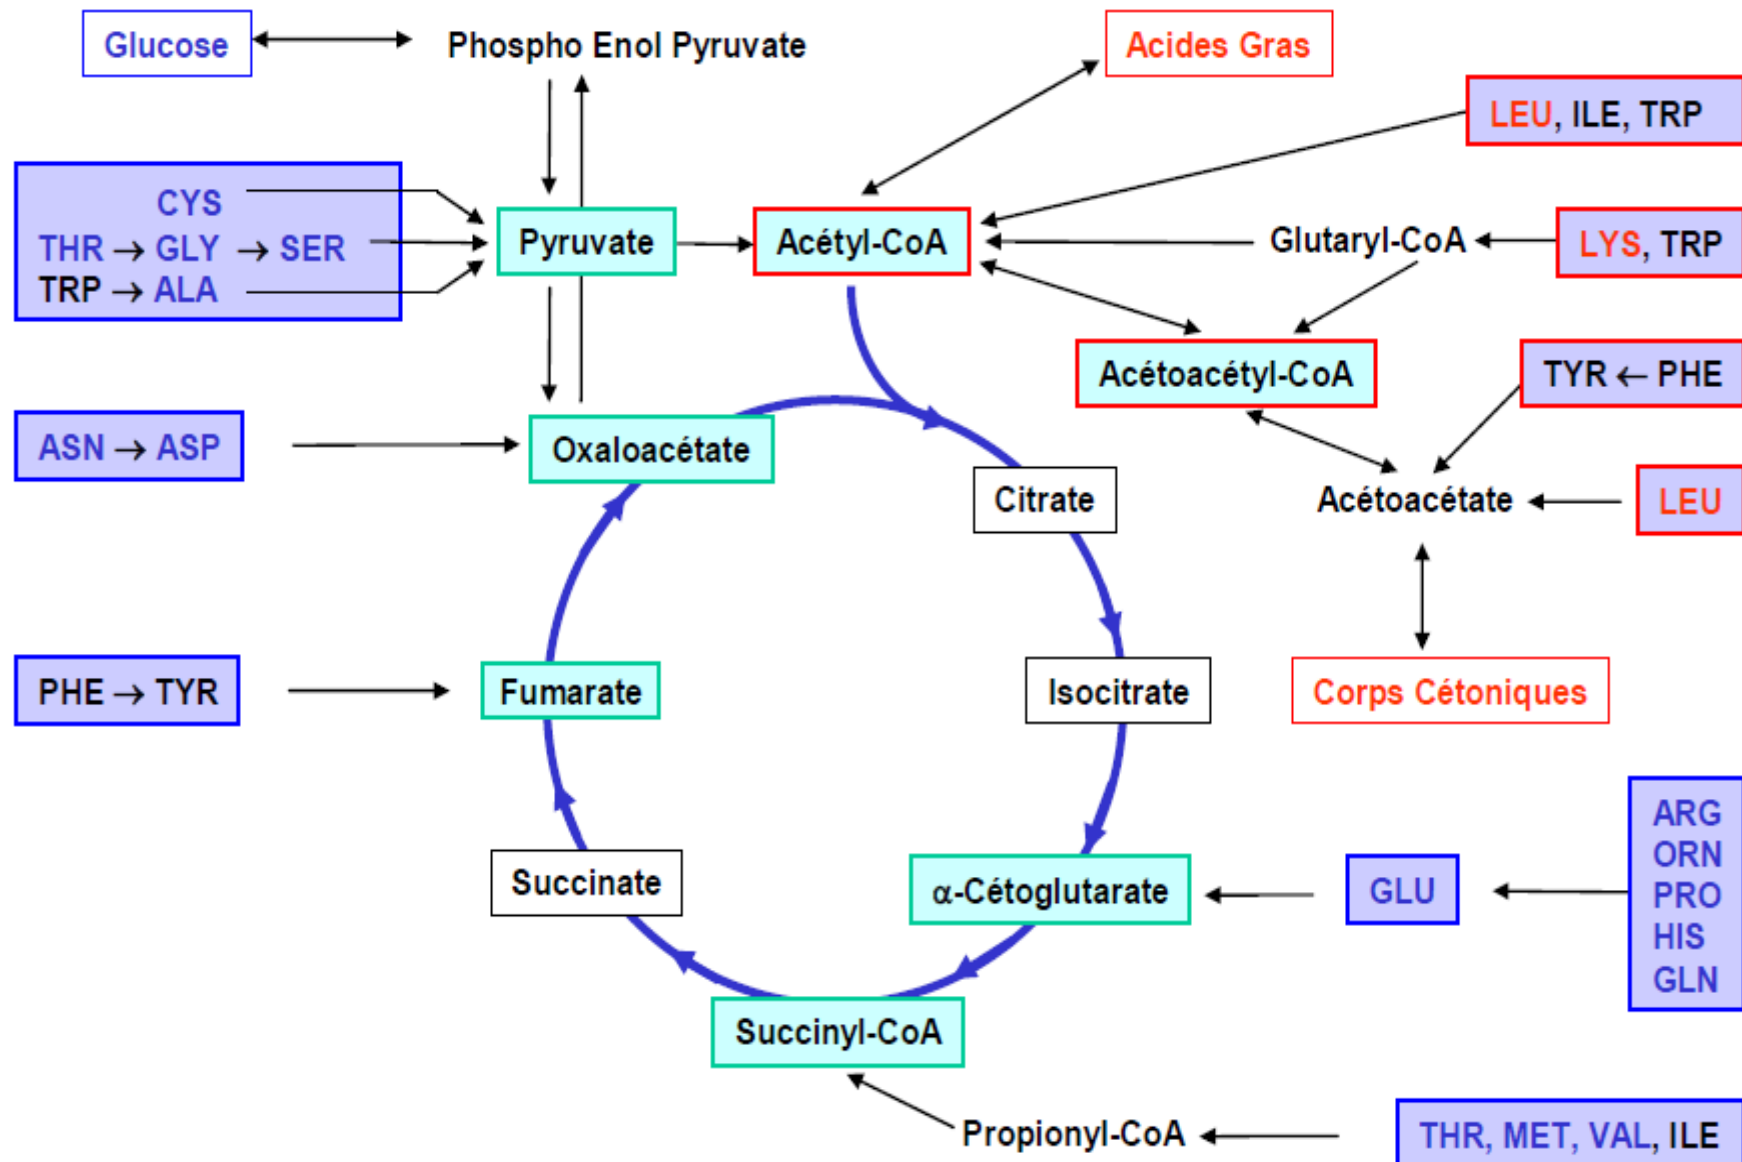 Glucose
Phospho Enol Pyruvate
Acides Gras
LEU, ILE, TRP
CYS
THR → GLY → SER
TRP → ALA
Pyruvate
Acétyl-CoA
Glutaryl-CoA
LYS, TRP
Acétoacétyl-CoA
TYR ← PHE
ASN → ASP
Oxaloacétate
Citrate
Acétoacétate
LEU
PHE → TYR
Fumarate
Isocitrate
Corps Cétoniques
Succinate
α-Cétoglutarate
GLU
ARG
ORN
PRO
HIS
GLN
Succinyl-CoA
Propionyl-CoA
THR, MET, VAL, ILE